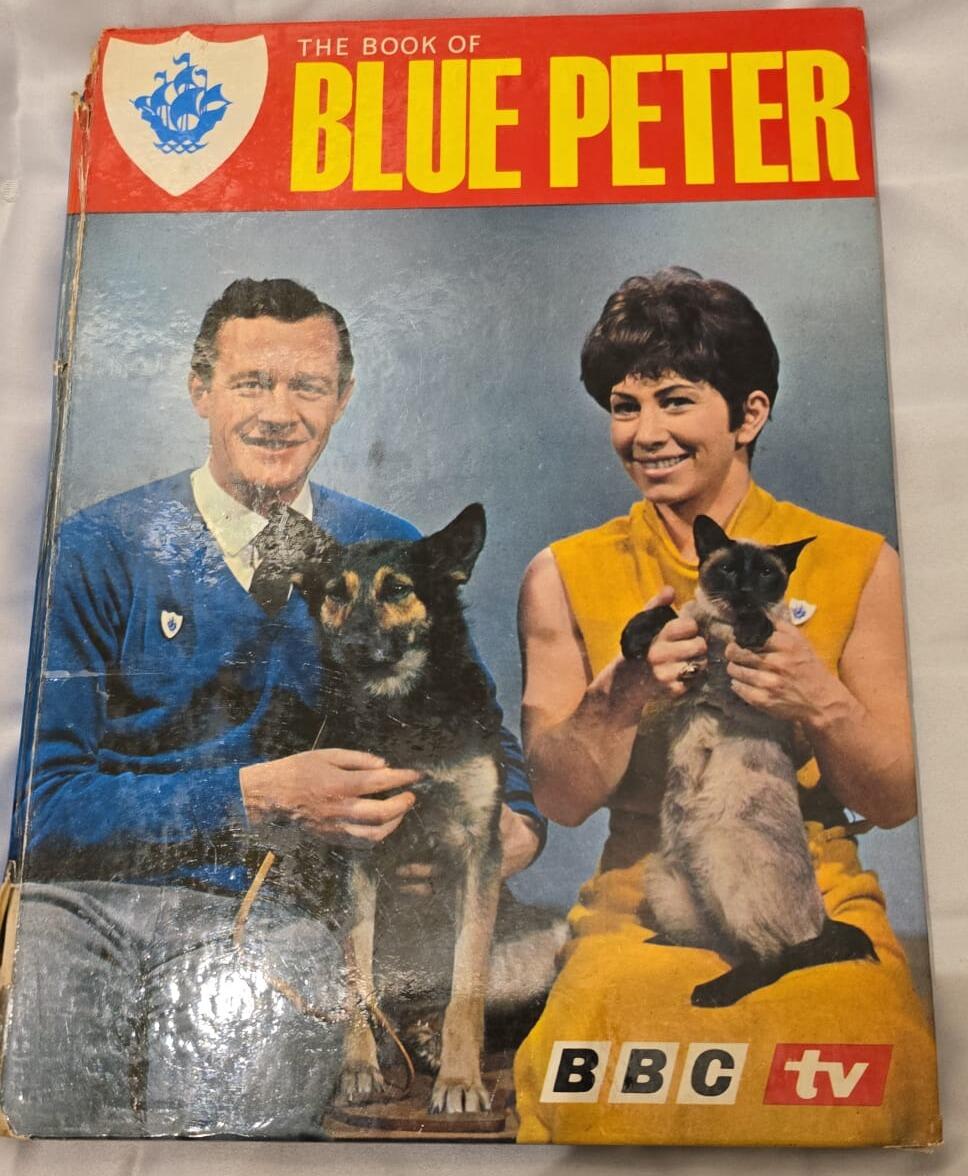 THE BOOK OF
BLUE PETER
BBC tv